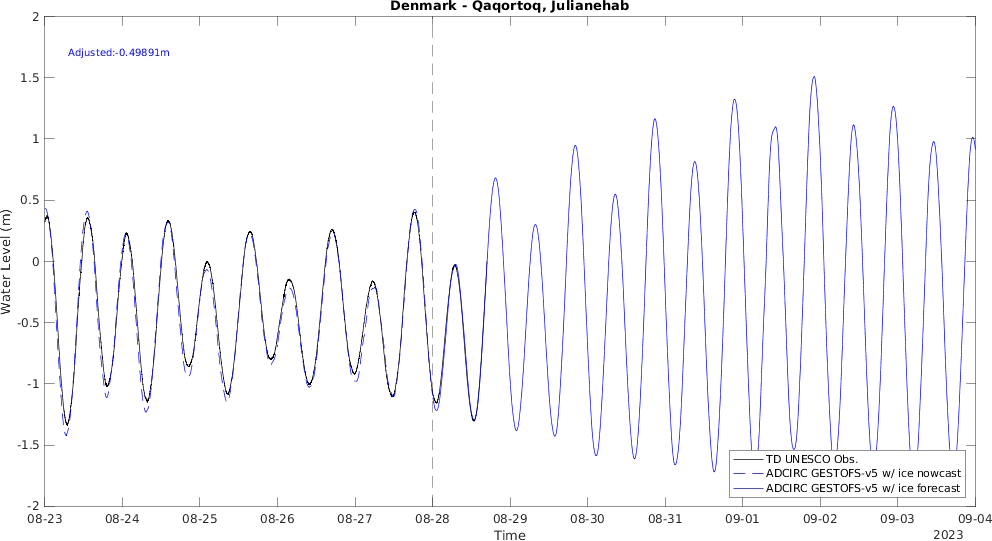 Denmark - Qaqortoq, Julianehab
Adjusted:-0.49891m
Water Level (m)
2
1.5
1
0.5
0
-0.5
-1
-1.5
-2
TD UNESCO Obs.
ADCIRC GESTOFS-v5 w/ ice nowcast
ADCIRC GESTOFS-v5 w/ ice forecast
08-23 08-24 08-25 08-26 08-27 08-28 08-29 08-30 08-31 09-01 09-02 09-03 09-04
Time
2023